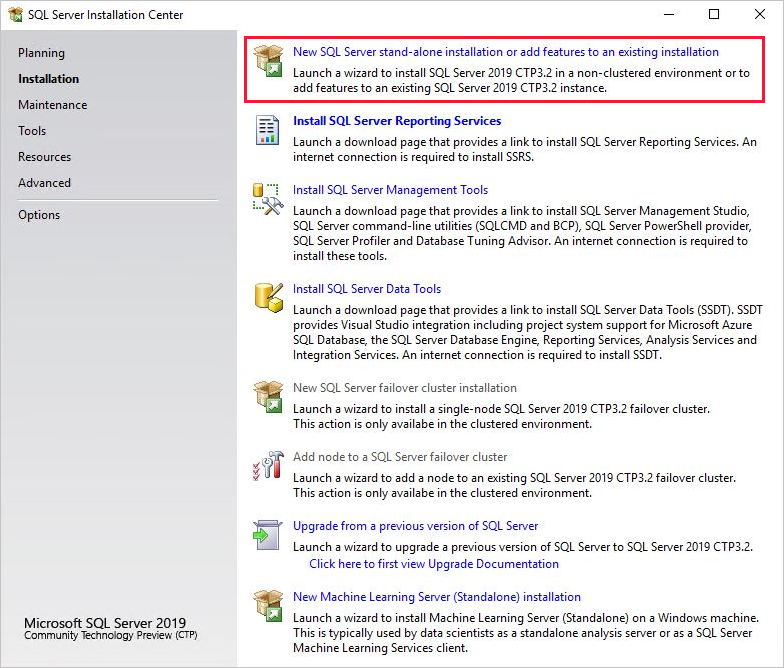 SQL Server Installation Center
Planning
Installation
Maintenance
Tools
Resources
Advanced
Options
New SQL Server stand-alone installation or add features to an existing installation
Launch a wizard to install SQL Server 2019 CTP3.2 in a non-clustered environment or to
add features to an existing SQL Server 2019 CTP3.2 instance.
Install SQL Server Reporting Services
Launch a download page that provides a link to install SQL Server Reporting Services. An
internet connection is required to install SSRS.
Install SQL Server Management Tools
Launch a download page that provides a link to install SQL Server Management Studio,
SQL Server command-line utilities (SQLCMD and BCP), SQL Server PowerShell provider,
SQL Server Profiler and Database Tuning Advisor. An internet connection is required to
install these tools.
Install SQL Server Data Tools
Launch a download page that provides a link to install SQL Server Data Tools (SSDT). SSDT
provides Visual Studio integration including project system support for Microsoft Azure
SQL Database, the SQL Server Database Engine, Reporting Services, Analysis Services and
Integration Services. An internet connection is required to install SSDT.
New SQL Server failover cluster installation
Launch a wizard to install a single-node SQL Server 2019 CTP3.2 failover cluster.
This action is only availabe in the clustered environment.
Add node to a SQL Server failover cluster
Launch a wizard to add a node to an existing SQL Server 2019 CTP3.2 failover cluster.
This action is only availabe in the clustered environment.
Upgrade from a previous version of SQL Server
Launch a wizard to upgrade a previous version of SQL Server to SQL Server 2019 CTP3.2.
Click here to first view Upgrade Documentation
New Machine Learning Server (Standalone) installation
Launch a wizard to install Machine Learning Server (Standalone) on a Windows machine.
This is typically used by data scientists as a standalone analysis server or as a SQL Server
Machine Learning Services client.
Microsoft SQL Server 2019
Community Technology Preview (CTP)